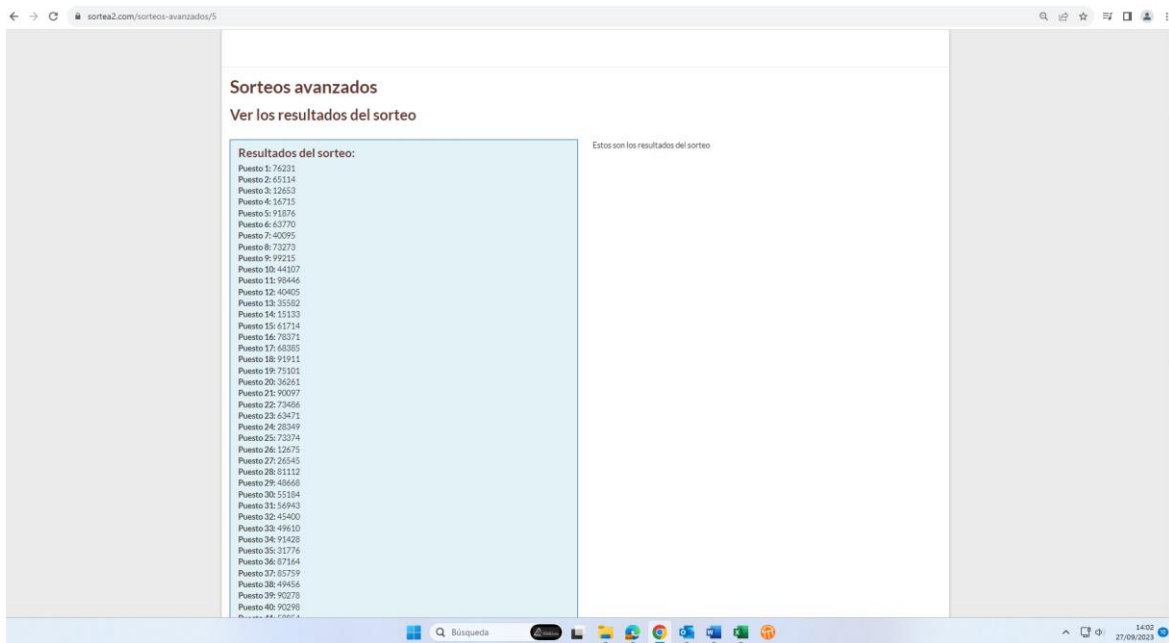 sortea2.com/sorteos-avanzados/5
Sorteos avanzados
Ver los resultados del sorteo
Resultados del sorteo:
Puesto 1: 76231
Puesto 2: 65114
Puesto 3: 12653
Puesto 4: 16715
Puesto 5: 91876
Puesto 6: 63770
Puesto 7: 40095
Puesto 8: 73273
Puesto 9: 99215
Puesto 10: 44107
Puesto 11: 98446
Puesto 12: 40405
Puesto 13: 35582
Puesto 14: 15133
Puesto 15: 61714
Puesto 16: 78371
Puesto 17: 68385
Puesto 18: 91911
Puesto 19: 75101
Puesto 20: 36261
Puesto 21: 90097
Puesto 22: 73486
Puesto 23: 63471
Puesto 24: 28349
Puesto 25: 73374
Puesto 26: 12675
Puesto 27: 26545
Puesto 28: 81112
Puesto 29: 48668
Puesto 30: 55184
Puesto 31: 56943
Puesto 32: 45400
Puesto 33: 49610
Puesto 34: 91428
Puesto 35: 31776
Puesto 36: 87164
Puesto 37: 85759
Puesto 38: 49456
Puesto 39: 90278
Puesto 40: 90298
Estos son los resultados del sorteo
Búsqueda
14:02
27/09/2023